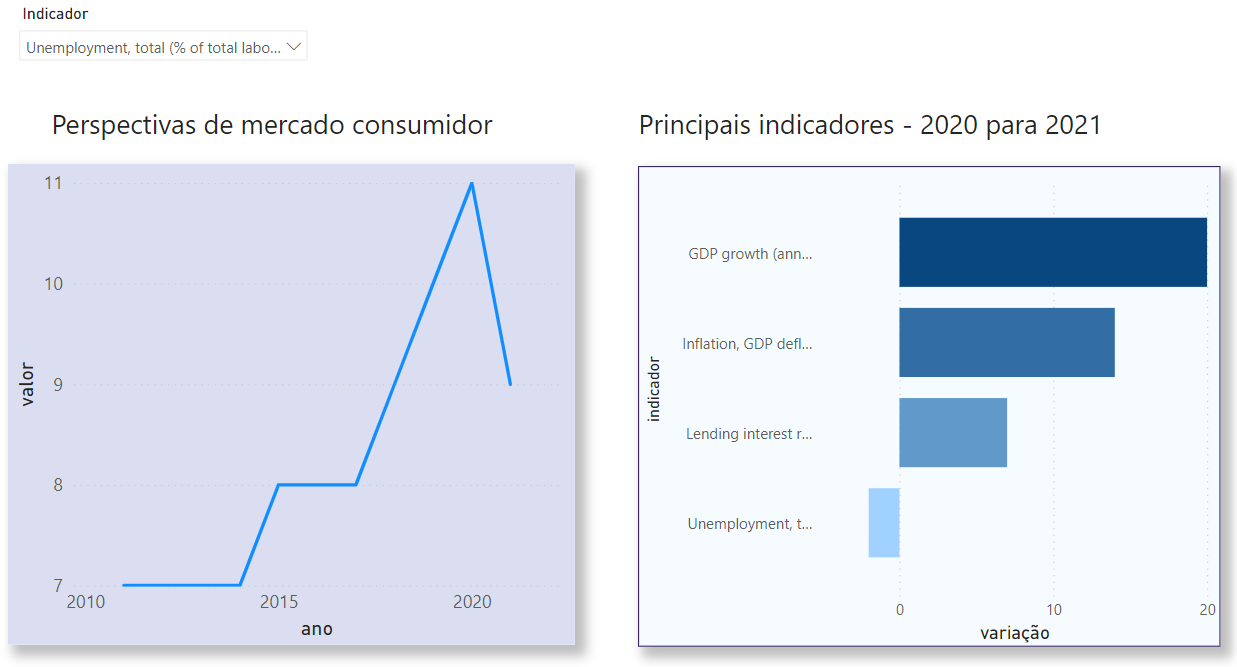 Indicador
Unemployment, total (% of total labo...
Perspectivas de mercado consumidor
11
10
9
8
7
valor
2010
2015
2020
ano
Principais indicadores - 2020 para 2021
indicador
GDP growth (ann...
Inflation, GDP defl...
Lending interest r...
Unemployment, t...
0
10
20
variação